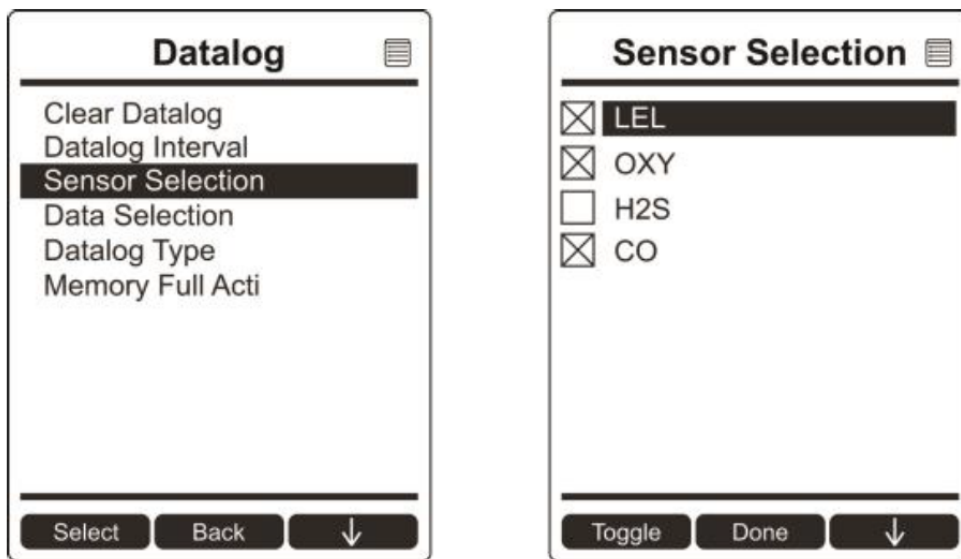 Datalog
Clear Datalog
Datalog Interval
Sensor Selection
Data Selection
Datalog Type
Memory Full Acti
Select Back ↓
Sensor Selection
LEL
OXY
H2S
CO
Toggle Done ↓